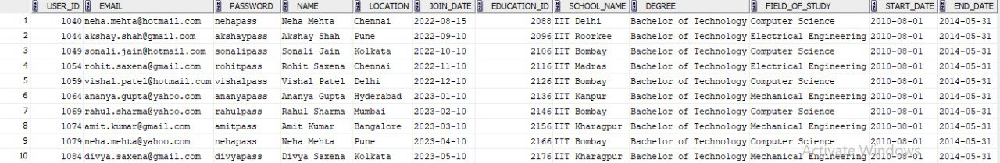 USER_ID EMAIL PASSWORD NAME LOCATION JOIN_DATE EDUCATION_ID SCHOOL_NAME DEGREE FIELD_OF_STUDY START_DATE END_DATE
1 1040 neha.mehta@hotmail.com nehapass Neha Mehta Chennai 2022-08-15 2088 IIT Delhi Bachelor of Technology Computer Science 2010-08-01 2014-05-31
2 1044 akshay.shah@gmail.com akshaypass Akshay Shah Pune 2022-09-10 2096 IIT Roorkee Bachelor of Technology Electrical Engineering 2010-08-01 2014-05-31
3 1049 sonali.jain@hotmail.com sonalipass Sonali Jain Kolkata 2022-10-10 2106 IIT Bombay Bachelor of Technology Computer Science 2010-08-01 2014-05-31
4 1054 rohit.saxena@gmail.com rohitpass Rohit Saxena Chennai 2022-11-10 2116 IIT Madras Bachelor of Technology Electrical Engineering 2010-08-01 2014-05-31
5 1059 vishal.patel@hotmail.com vishalpass Vishal Patel Delhi 2022-12-10 2126 IIT Bombay Bachelor of Technology Computer Science 2010-08-01 2014-05-31
6 1064 ananya.gupta@yahoo.com ananyapass Ananya Gupta Hyderabad 2023-01-10 2136 IIT Kanpur Bachelor of Technology Mechanical Engineering 2010-08-01 2014-05-31
7 1069 rahul.sharma@yahoo.com rahulpass Rahul Sharma Mumbai 2023-02-10 2146 IIT Bombay Bachelor of Technology Computer Science 2010-08-01 2014-05-31
8 1074 amit.kumar@gmail.com amitpass Amit Kumar Bangalore 2023-03-10 2156 IIT Kharagpur Bachelor of Technology Mechanical Engineering 2010-08-01 2014-05-31
9 1079 neha.mehta@yahoo.com nehapass Neha Mehta Pune 2023-04-10 2166 IIT Bombay Bachelor of Technology Computer Science 2010-08-01 2014-05-31
10 1084 divya.saxena@gmail.com divyapass Divya Saxena Kolkata 2023-05-10 2176 IIT Kharagpur Bachelor of Technology Mechanical Engineering 2010-08-01 2014-05-31
Activate Windows